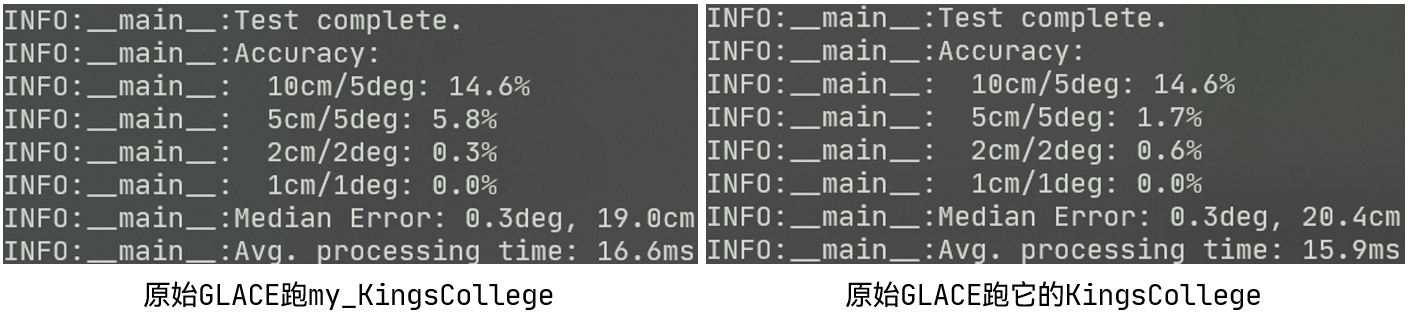 INFO:__main__:Test complete.
INFO:__main__:Accuracy:
INFO:__main__:  10cm/5deg: 14.6%
INFO:__main__:  5cm/5deg: 5.8%
INFO:__main__:  2cm/2deg: 0.3%
INFO:__main__:  1cm/1deg: 0.0%
INFO:__main__:Median Error: 0.3deg, 19.0cm
INFO:__main__:Avg. processing time: 16.6ms
原始GLACE跑my_KingsCollege
INFO:__main__:Test complete.
INFO:__main__:Accuracy:
INFO:__main__:  10cm/5deg: 14.6%
INFO:__main__:  5cm/5deg: 1.7%
INFO:__main__:  2cm/2deg: 0.6%
INFO:__main__:  1cm/1deg: 0.0%
INFO:__main__:Median Error: 0.3deg, 20.4cm
INFO:__main__:Avg. processing time: 15.9ms
原始GLACE跑它的KingsCollege